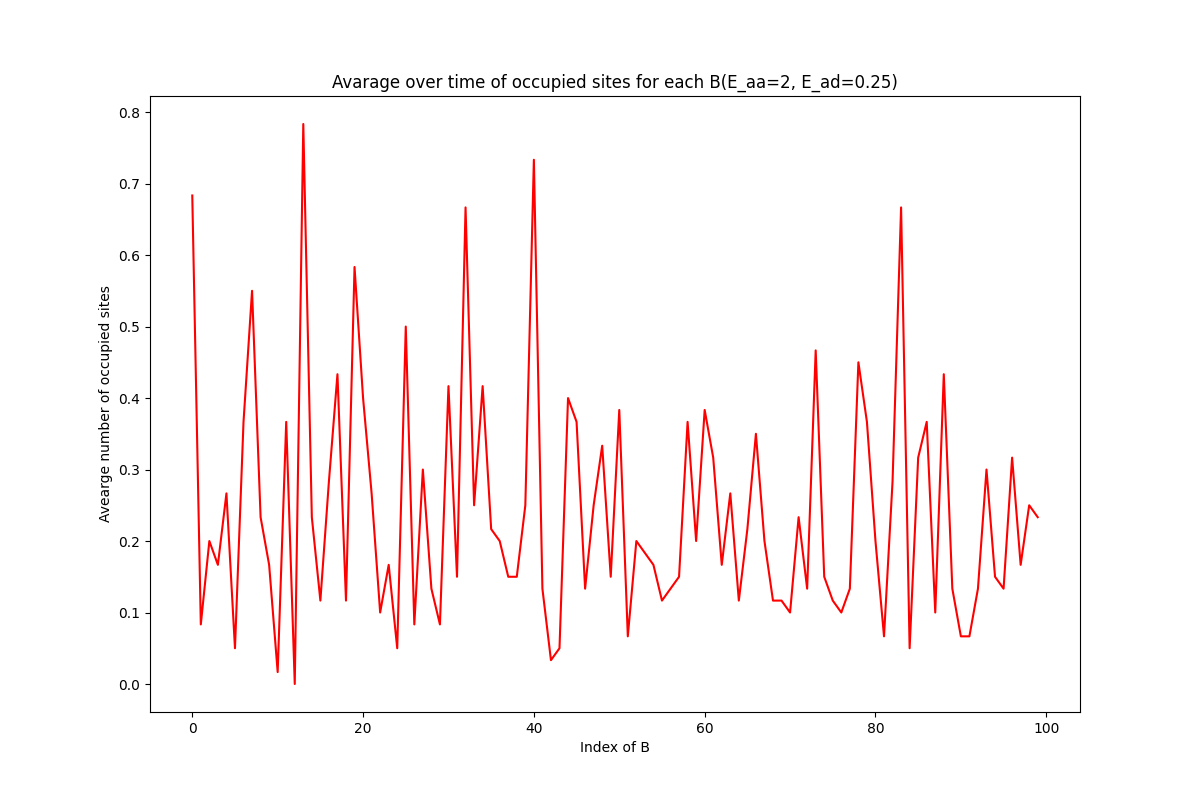 Avarage over time of occupied sites for each B(E_aa=2, E_ad=0.25)
0.8
0.7
0.6
0.5
0.4
0.3
0.2
0.1
0.0
Avearge number of occupied sites
0 20 40 60 80 100
Index of B